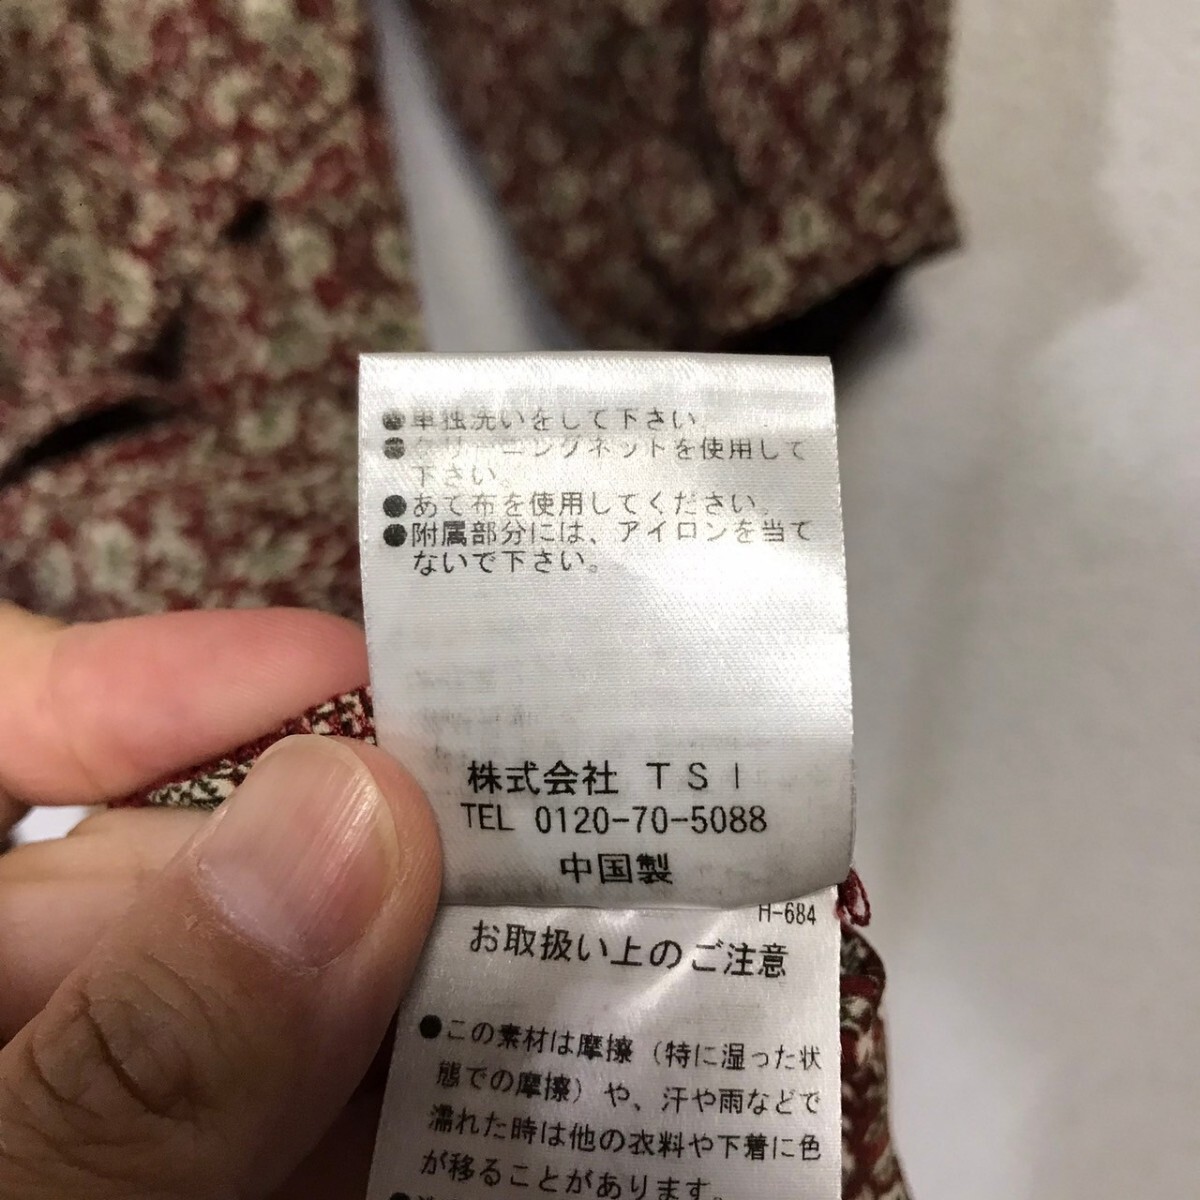 ●単独洗いをして下さい。
●クリーニングネットを使用して
下さい。
●あて布を使用してください。
●附属部分には、アイロンを当て
ないで下さい。
株式会社 TSI
TEL 0120-70-5088
中国製
H-684
お取扱い上のご注意
●この素材は摩擦（特に湿った状
態での摩擦）や、汗や雨などで
濡れた時は他の衣料や下着に色
が移ることがあります。